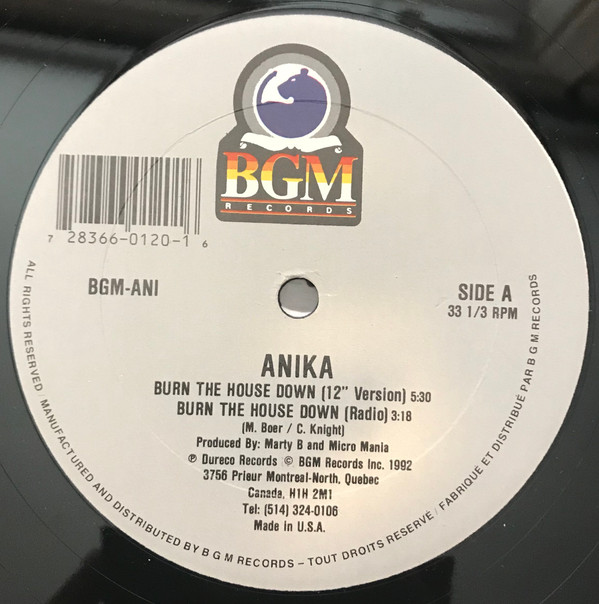 BGM
RECORDS
7 28366-0120-1 6
BGM-ANI
SIDE A
33 1/3 RPM
ANIKA
BURN THE HOUSE DOWN (12" Version) 5:30
BURN THE HOUSE DOWN (Radio) 3:18
(M. Boer / C. Knight)
Produced By: Marty B and Micro Mania
℗ Dureco Records © BGM Records Inc. 1992
3756 Prieur Montreal-North, Quebec
Canada, H1H 2M1
Tel: (514) 324-0106
Made in U.S.A.
ALL RIGHTS RESERVED / MANUFACTURED AND DISTRIBUTED BY B G M RECORDS – TOUT DROITS RESERVÉ / FABRIQUÉ ET DISTRIBUÉ PAR B G M RECORDS